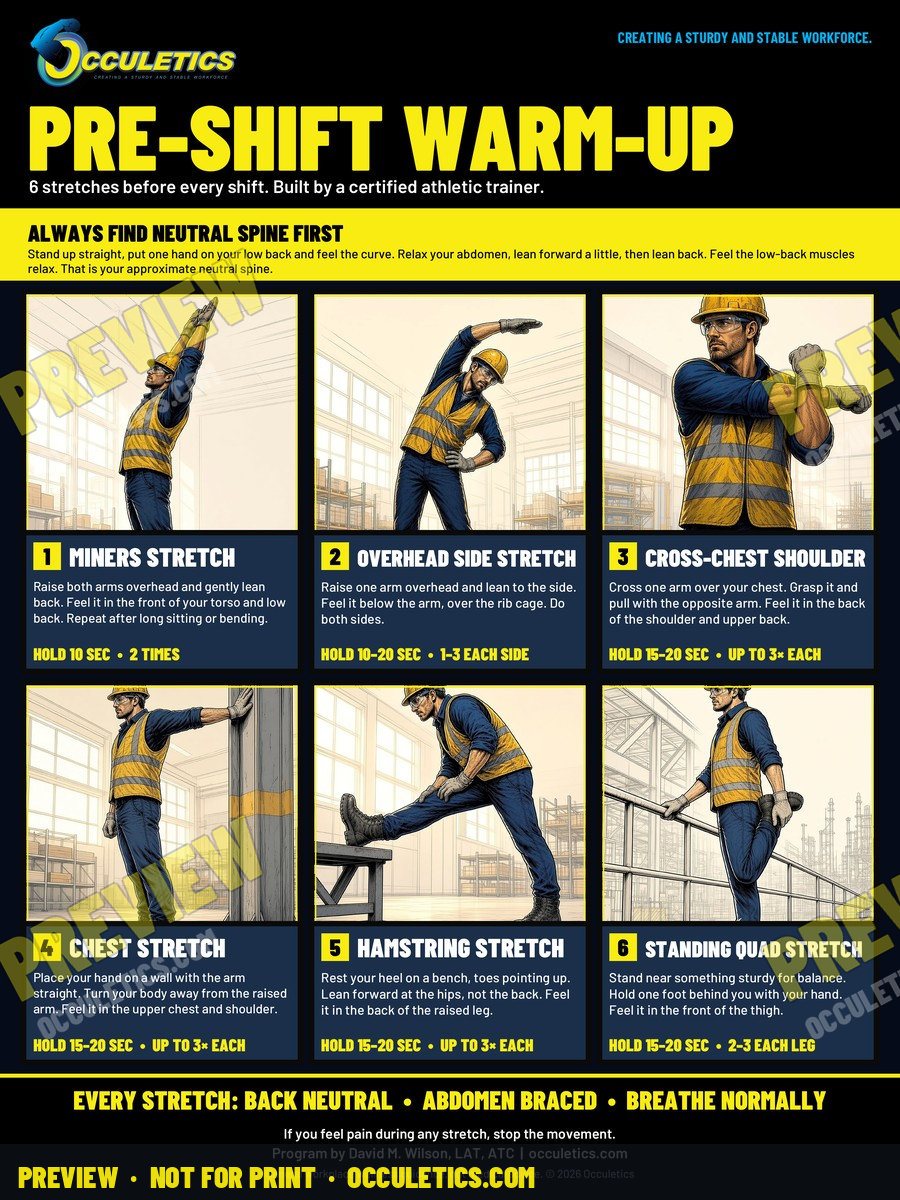 OCCULETICS
CREATING A STURDY AND STABLE WORKFORCE
CREATING A STURDY AND STABLE WORKFORCE.
PRE-SHIFT WARM-UP
6 stretches before every shift. Built by a certified athletic trainer.
ALWAYS FIND NEUTRAL SPINE FIRST
Stand up straight, put one hand on your low back and feel the curve. Relax your abdomen, lean forward a little, then lean back. Feel the low-back muscles
relax. That is your approximate neutral spine.
PREVIEW
1 MINERS STRETCH
Raise both arms overhead and gently lean
back. Feel it in the front of your torso and low
back. Repeat after long sitting or bending.
HOLD 10 SEC • 2 TIMES
2 OVERHEAD SIDE STRETCH
Raise one arm overhead and lean to the side.
Feel it below the arm, over the rib cage. Do
both sides.
HOLD 10-20 SEC • 1-3 EACH SIDE
3 CROSS-CHEST SHOULDER
Cross one arm over your chest. Grasp it and
pull with the opposite arm. Feel it in the back
of the shoulder and upper back.
HOLD 15-20 SEC • UP TO 3× EACH
PREVIEW
OCCULETICS.COM
4 CHEST STRETCH
Place your hand on a wall with the arm
straight. Turn your body away from the raised
arm. Feel it in the upper chest and shoulder.
HOLD 15-20 SEC • UP TO 3× EACH
5 HAMSTRING STRETCH
Rest your heel on a bench, toes pointing up.
Lean forward at the hips, not the back. Feel
it in the back of the raised leg.
HOLD 15-20 SEC • UP TO 3× EACH
6 STANDING QUAD STRETCH
Stand near something sturdy for balance.
Hold one foot behind you with your hand.
Feel it in the front of the thigh.
HOLD 15-20 SEC • 2-3 EACH LEG
EVERY STRETCH: BACK NEUTRAL • ABDOMEN BRACED • BREATHE NORMALLY
If you feel pain during any stretch, stop the movement.
Program by David M. Wilson, LAT, ATC | occuletics.com
© 2026 Occuletics
PREVIEW · NOT FOR PRINT · OCCULETICS.COM